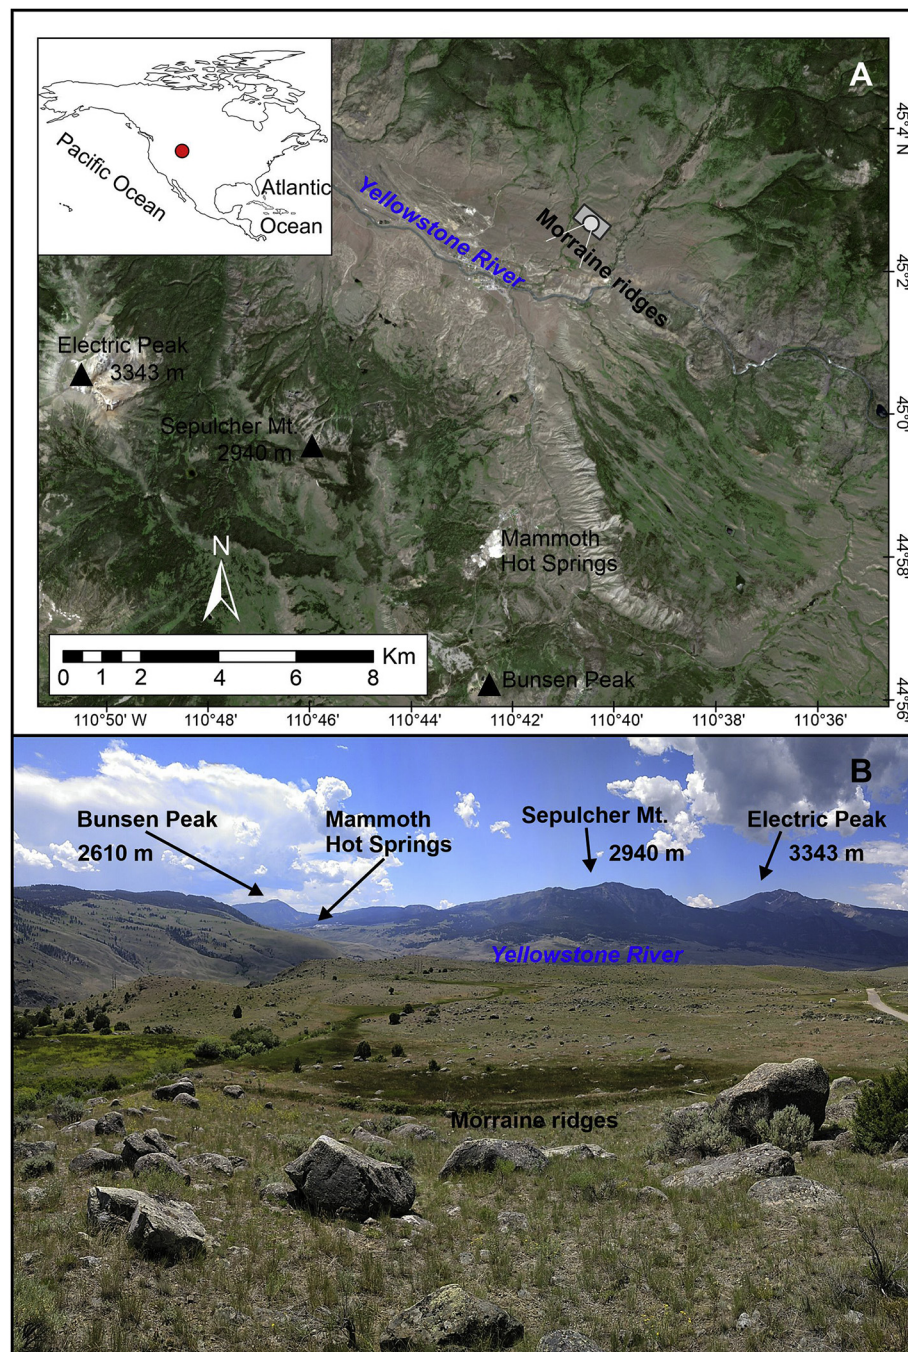 A
Pacific Ocean
Atlantic
Ocean
Yellowstone River
Morraine ridges
Electric Peak
3343 m
Sepulcher Mt.
2940 m
Mammoth
Hot Springs
N
Bunsen Peak
0 1 2 4 6 8 Km
45°4' N
45°2'
45°0'
44°58'
44°56'
110°50' W 110°48' 110°46' 110°44' 110°42' 110°40' 110°38' 110°36'
B
Bunsen Peak
2610 m
Mammoth
Hot Springs
Sepulcher Mt.
2940 m
Electric Peak
3343 m
Yellowstone River
Morraine ridges